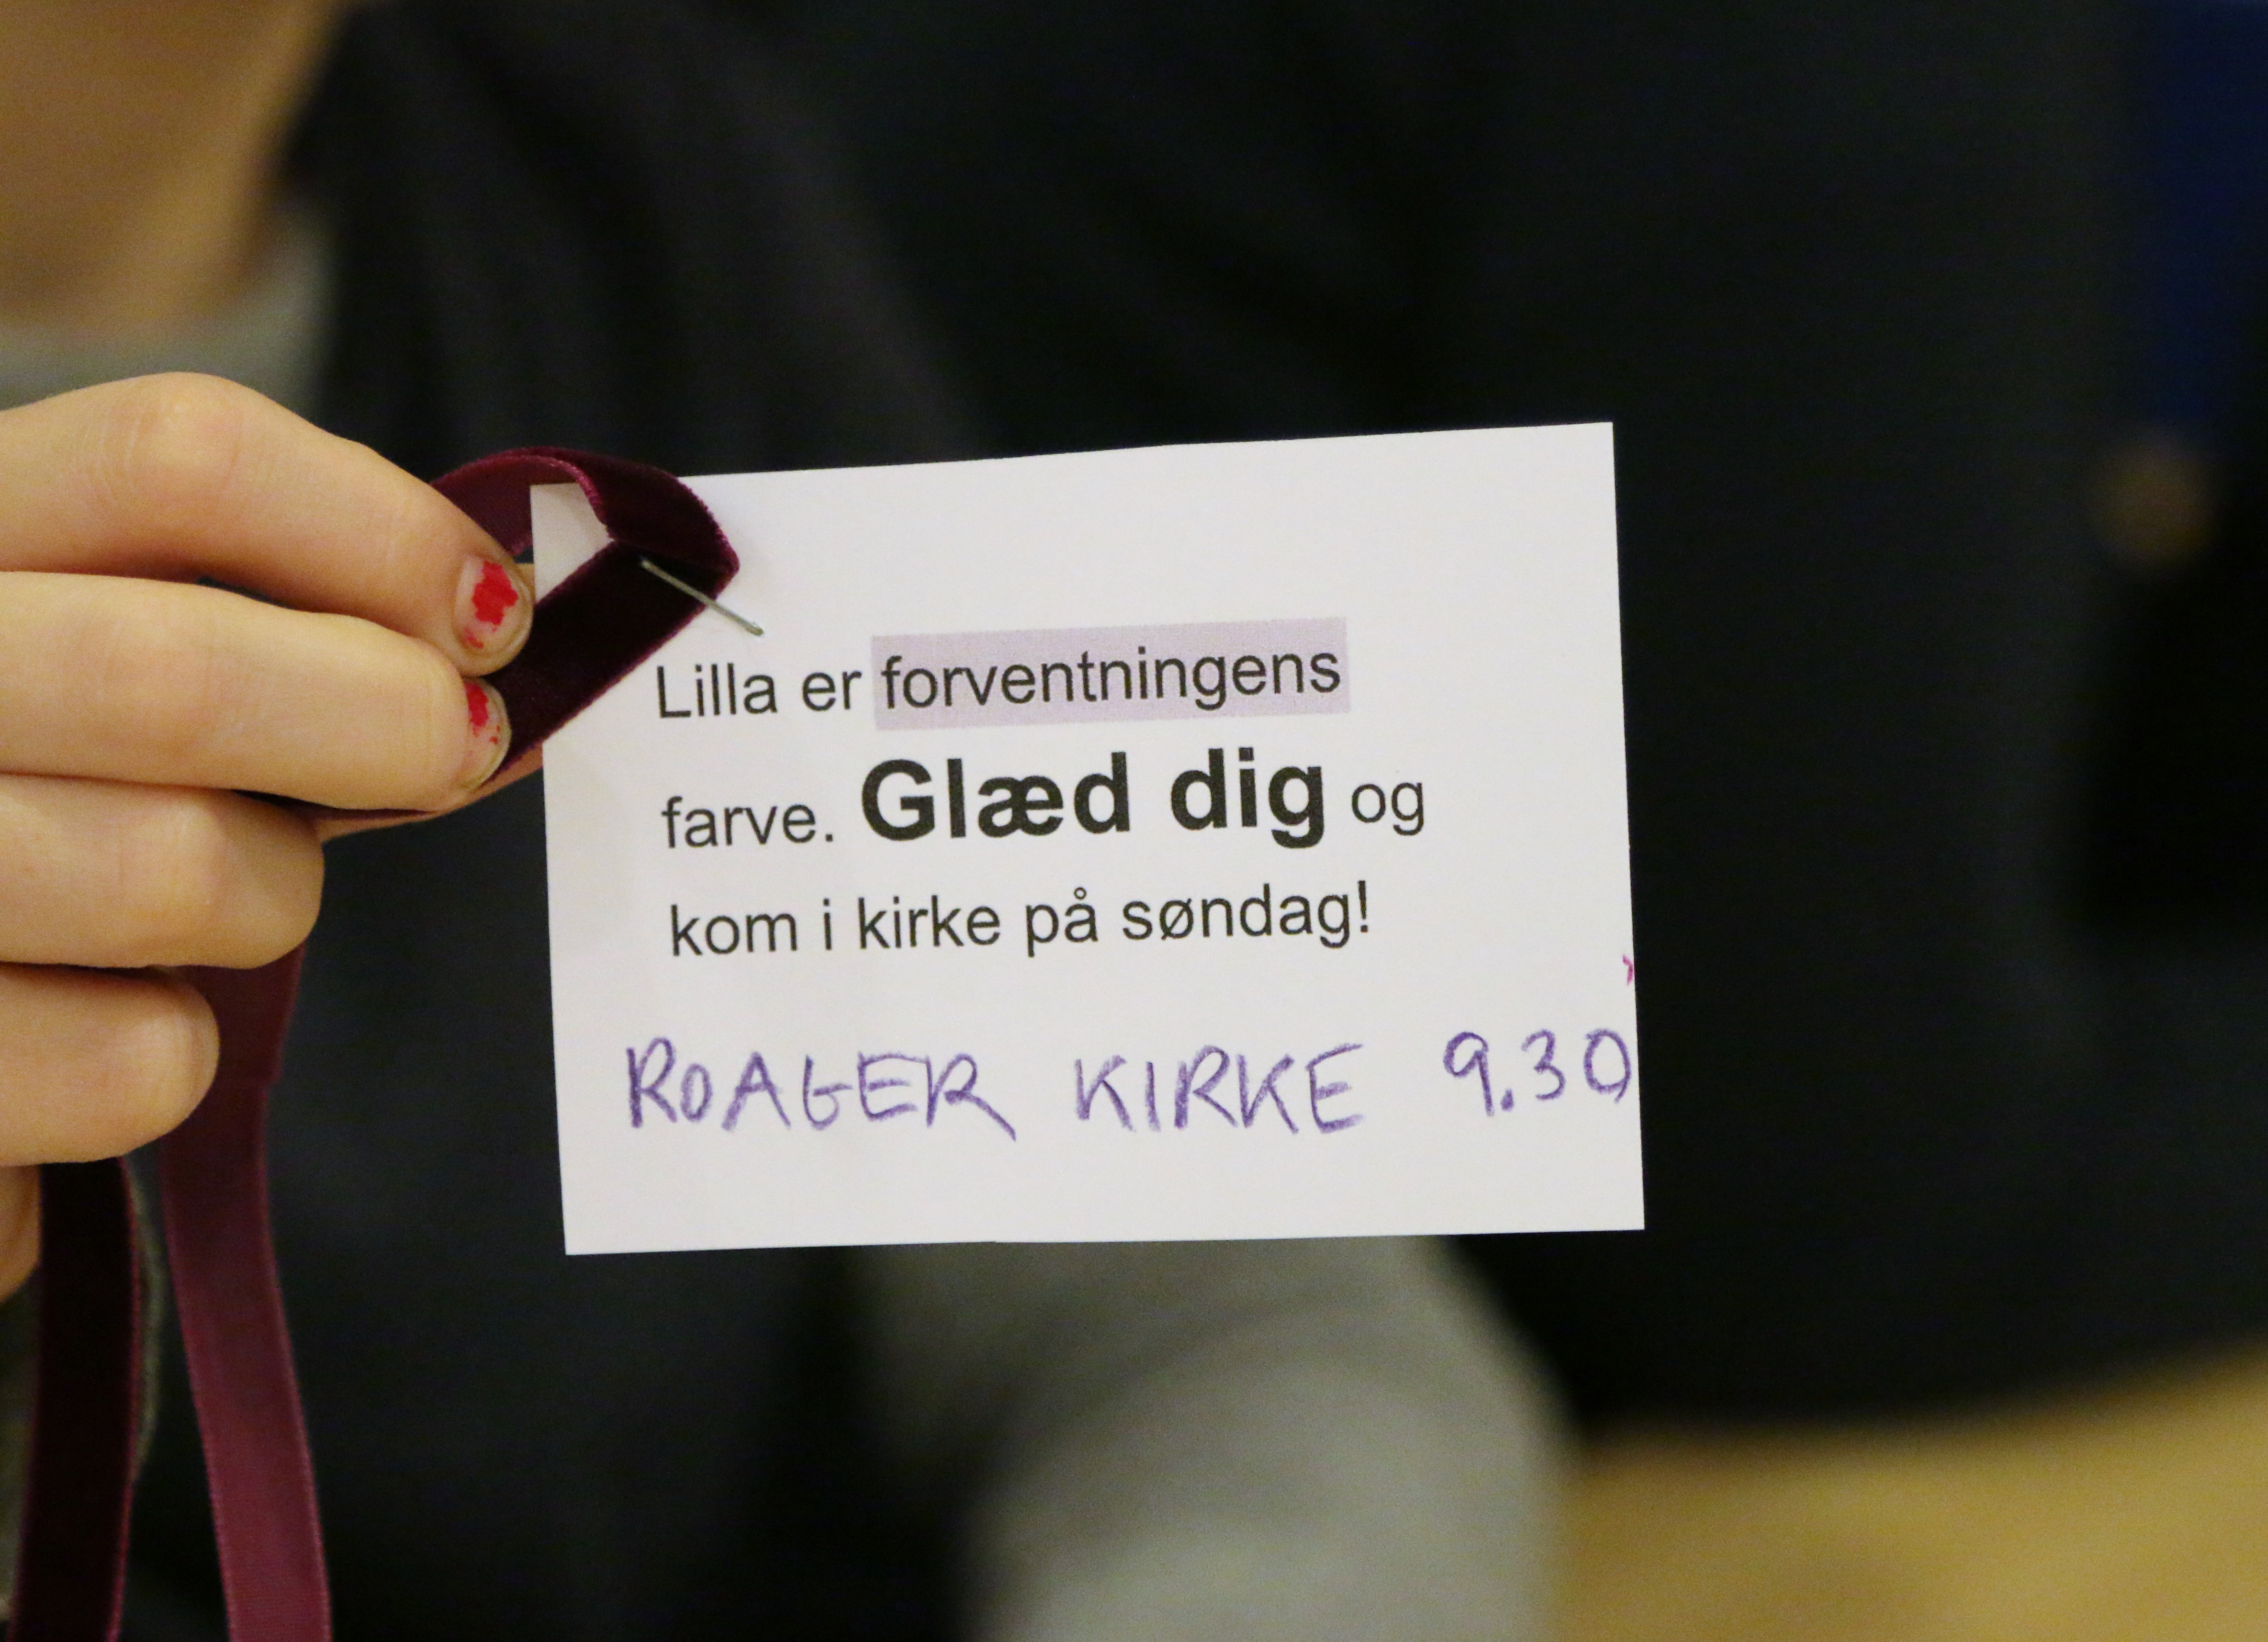 Lilla er forventningens
farve. Glæd dig og
kom i kirke på søndag!
ROAGER KIRKE 9.30